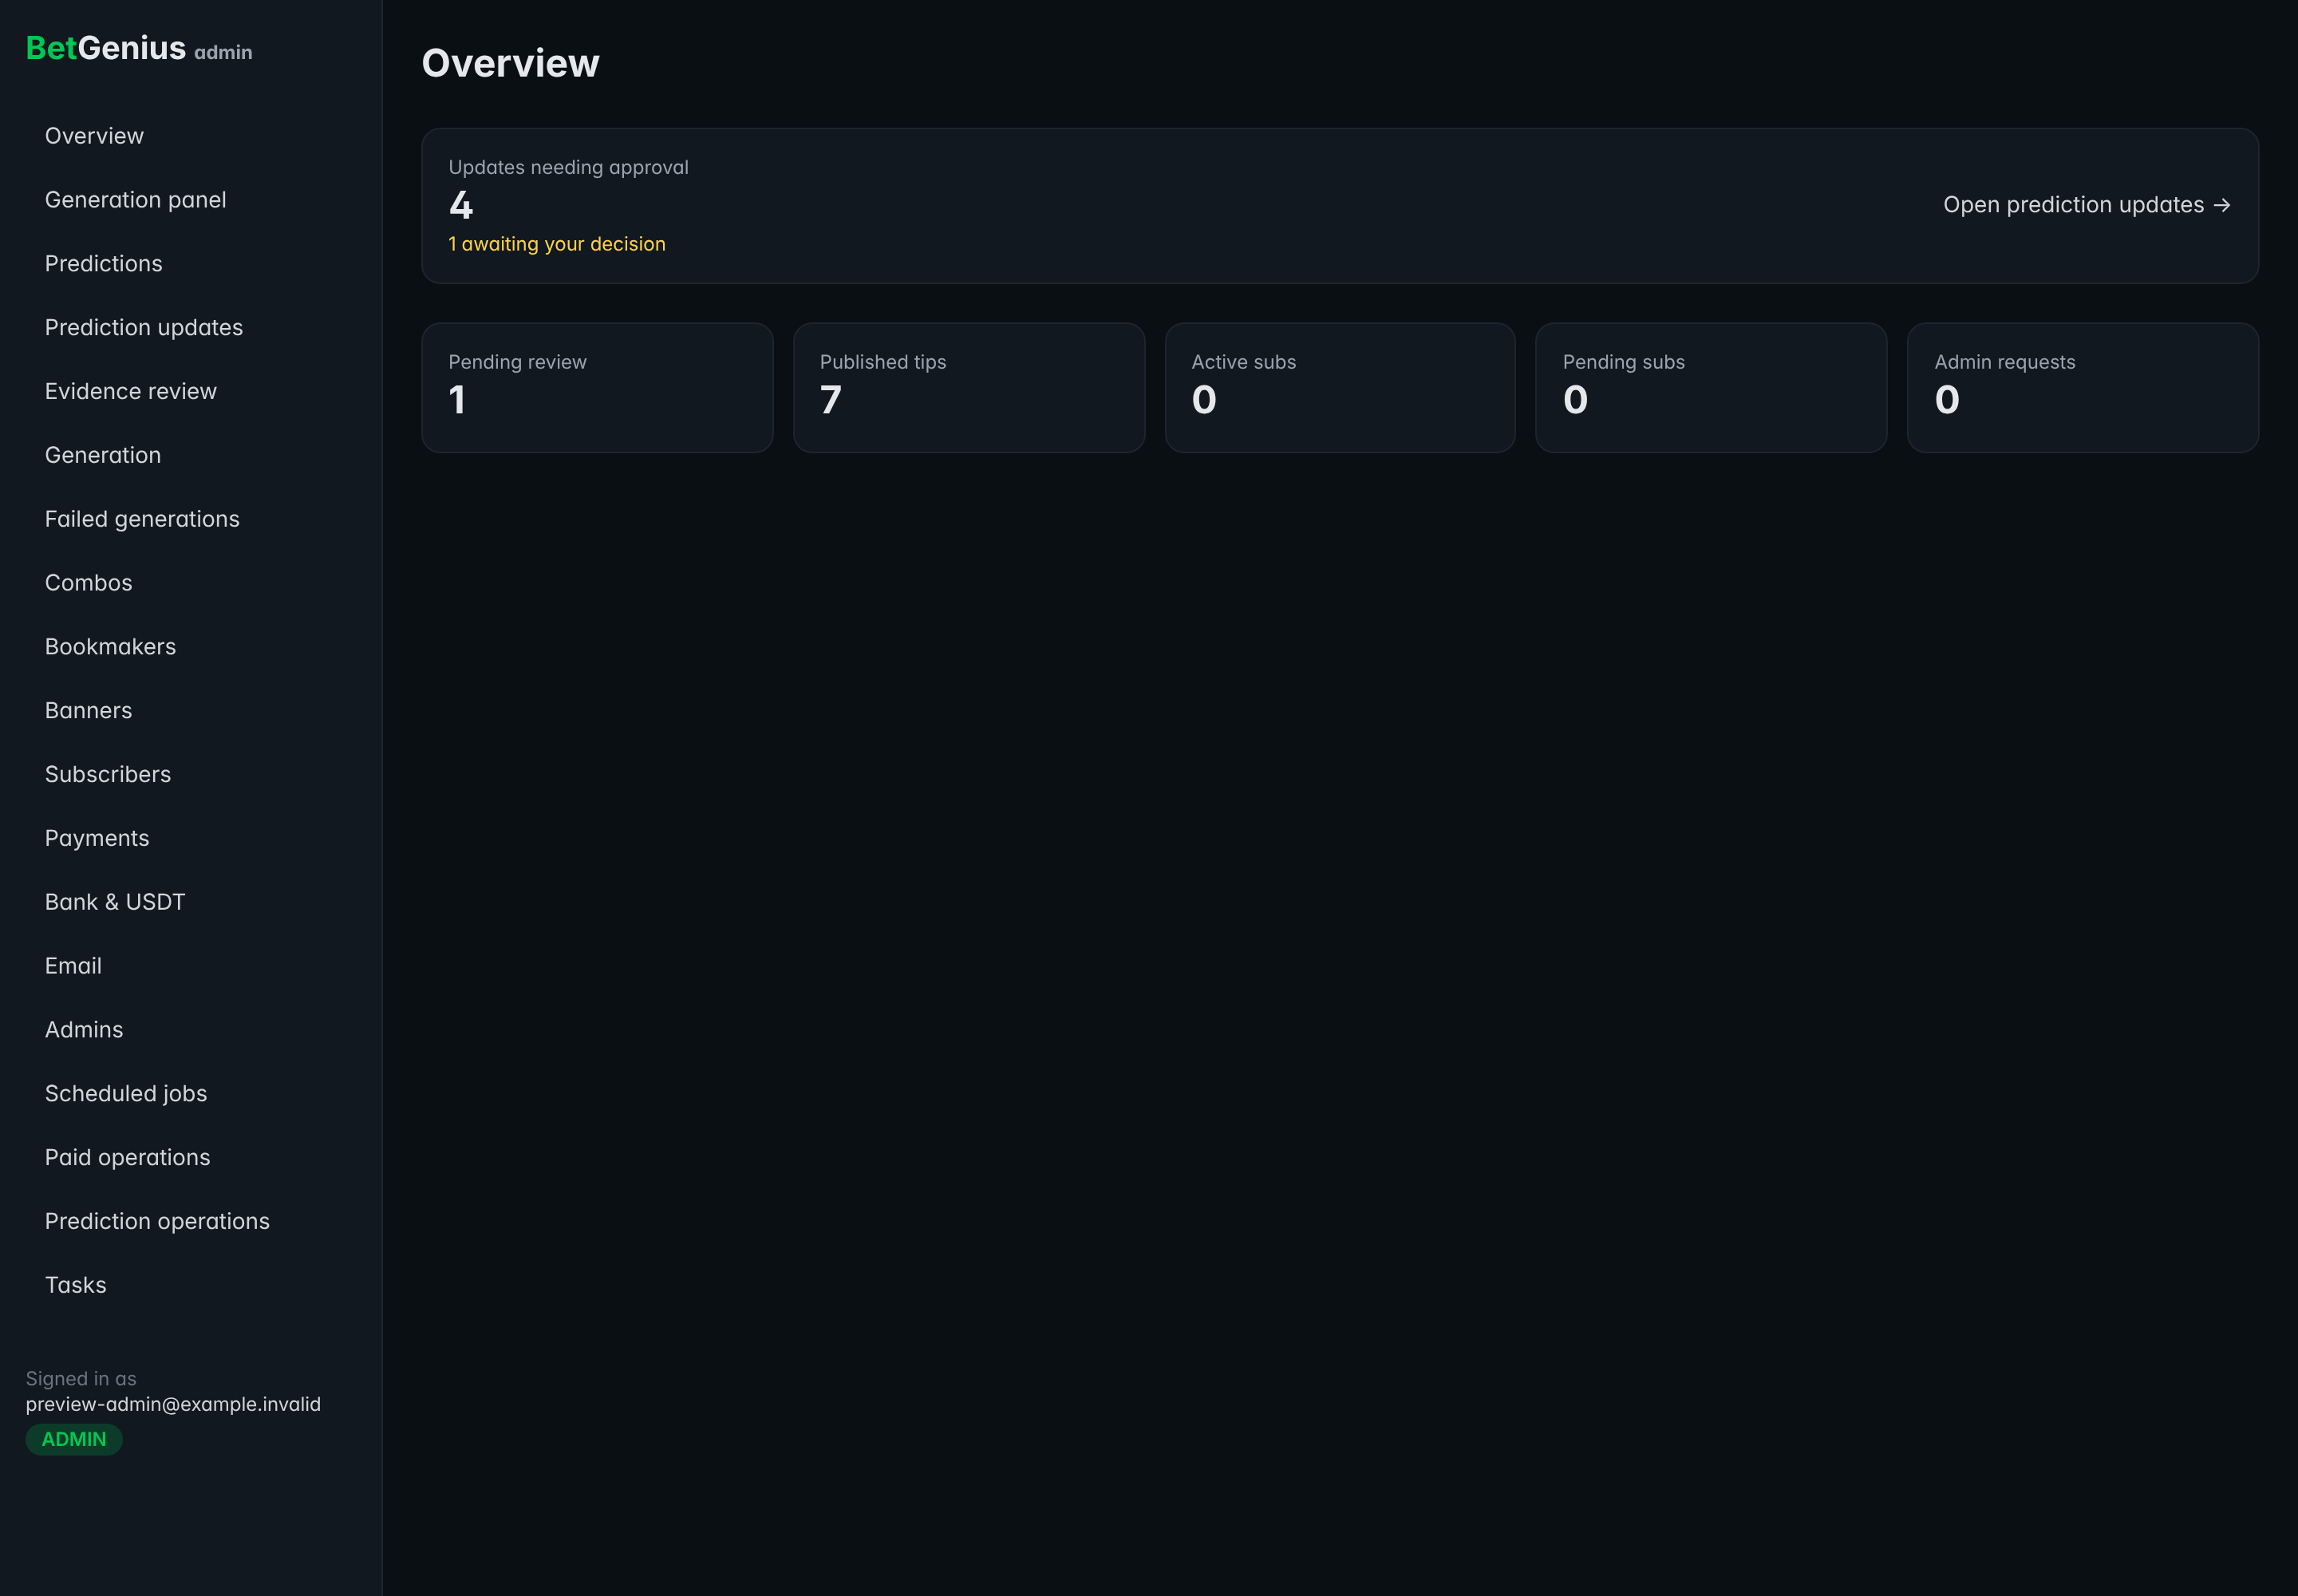 BetGenius admin
Overview
Generation panel
Predictions
Prediction updates
Evidence review
Generation
Failed generations
Combos
Bookmakers
Banners
Subscribers
Payments
Bank & USDT
Email
Admins
Scheduled jobs
Paid operations
Prediction operations
Tasks
Signed in as
preview-admin@example.invalid
ADMIN
Overview
Updates needing approval
4
1 awaiting your decision
Open prediction updates →
Pending review
1
Published tips
7
Active subs
0
Pending subs
0
Admin requests
0